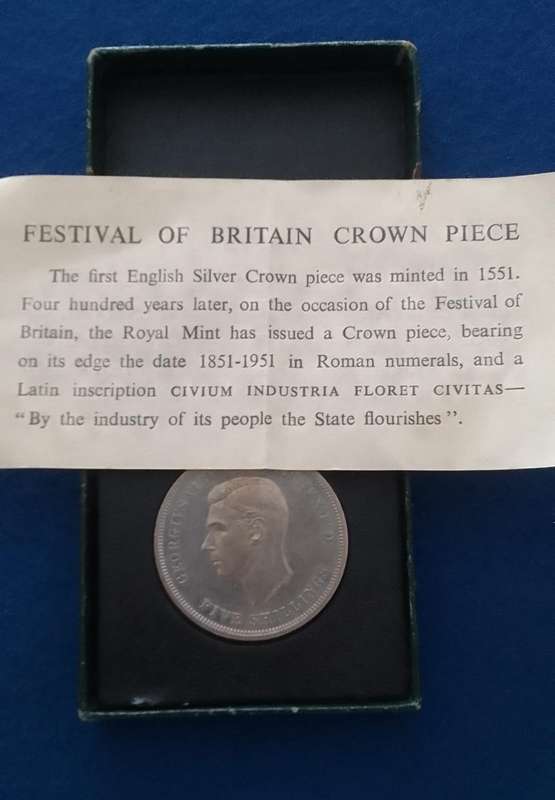 FESTIVAL OF BRITAIN CROWN PIECE
The first English Silver Crown piece was minted in 1551.
Four hundred years later, on the occasion of the Festival of
Britain, the Royal Mint has issued a Crown piece, bearing
on its edge the date 1851-1951 in Roman numerals, and a
Latin inscription CIVIUM INDUSTRIA FLORET CIVITAS—
“By the industry of its people the State flourishes”.
GEORGIUS
FIVE SHILLINGS